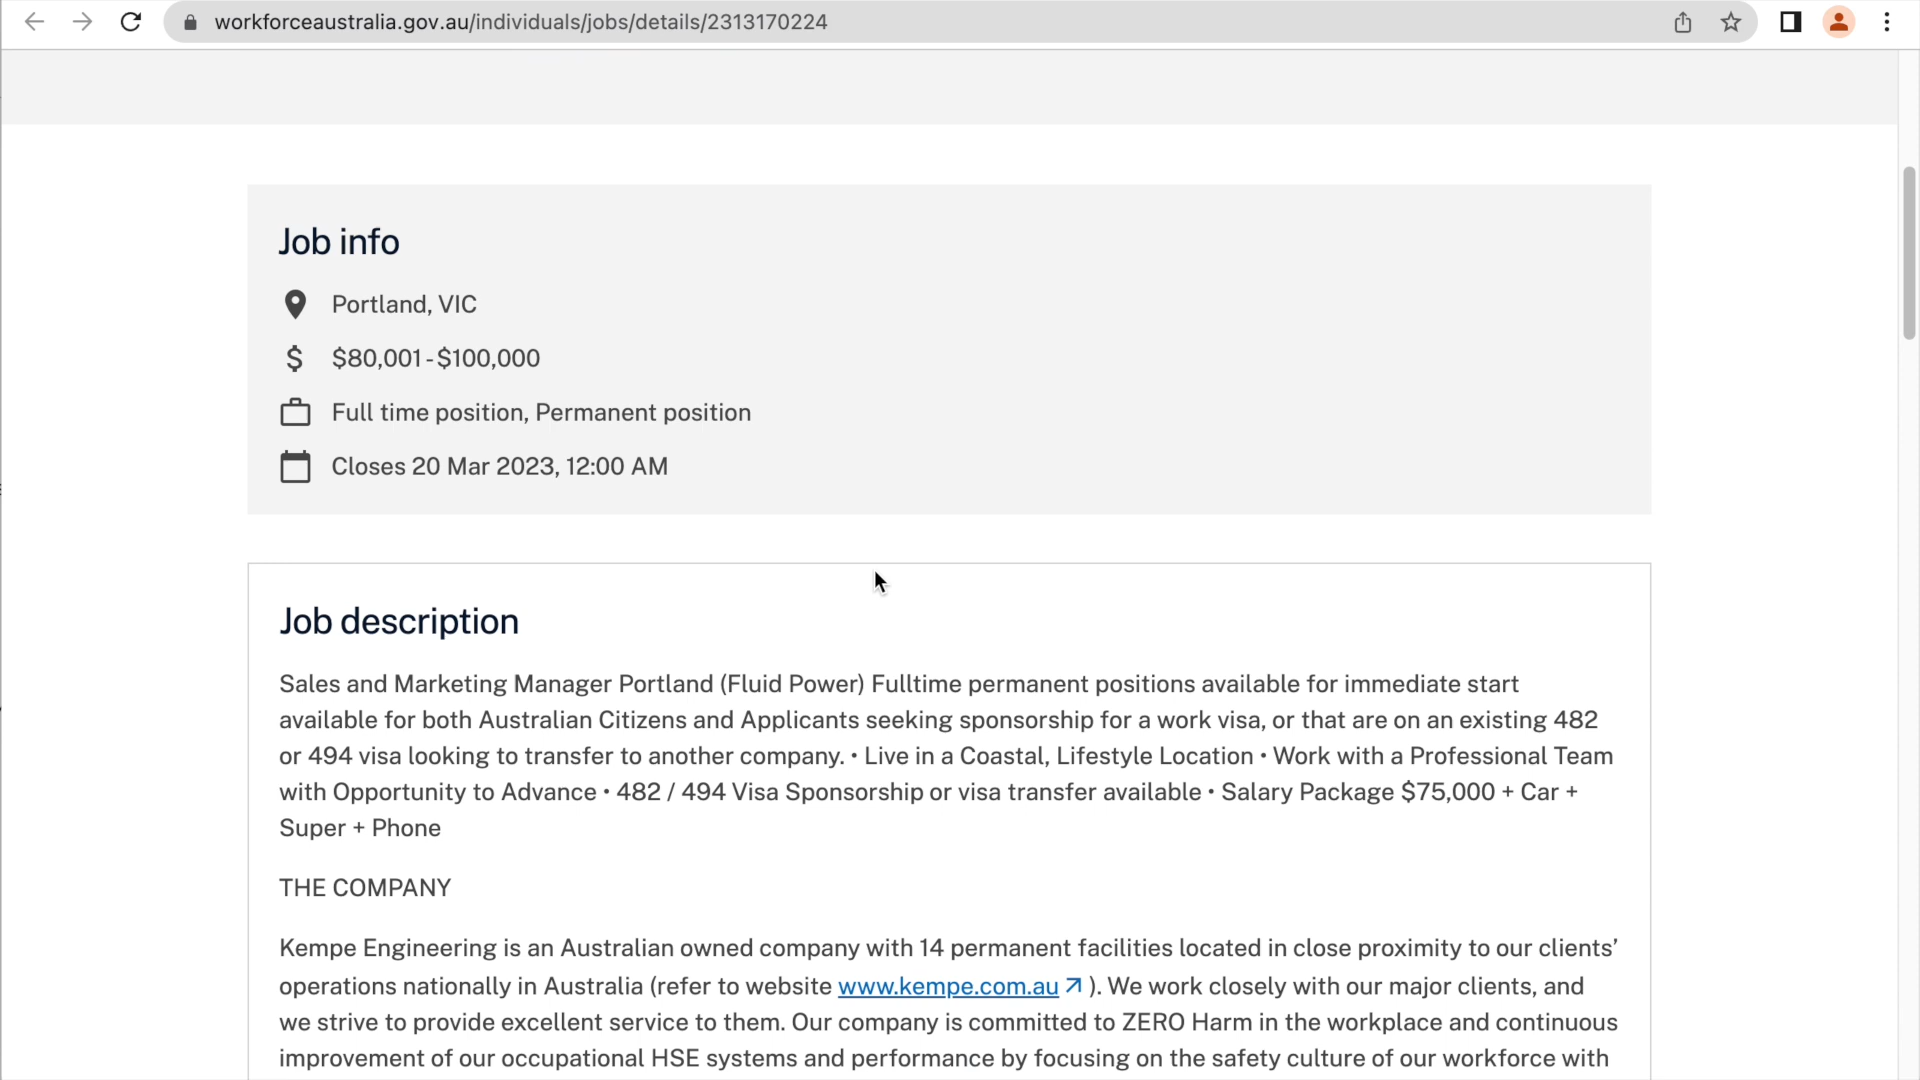 workforceaustralia.gov.au/individuals/jobs/details/2313170224
Job info
Portland, VIC
$80,001 - $100,000
Full time position, Permanent position
Closes 20 Mar 2023, 12:00 AM
Job description
Sales and Marketing Manager Portland (Fluid Power) Fulltime permanent positions available for immediate start
available for both Australian Citizens and Applicants seeking sponsorship for a work visa, or that are on an existing 482
or 494 visa looking to transfer to another company. • Live in a Coastal, Lifestyle Location • Work with a Professional Team
with Opportunity to Advance • 482 / 494 Visa Sponsorship or visa transfer available • Salary Package $75,000 + Car +
Super + Phone
THE COMPANY
Kempe Engineering is an Australian owned company with 14 permanent facilities located in close proximity to our clients’
operations nationally in Australia (refer to website www.kempe.com.au ). We work closely with our major clients, and
we strive to provide excellent service to them. Our company is committed to ZERO Harm in the workplace and continuous
improvement of our occupational HSE systems and performance by focusing on the safety culture of our workforce with